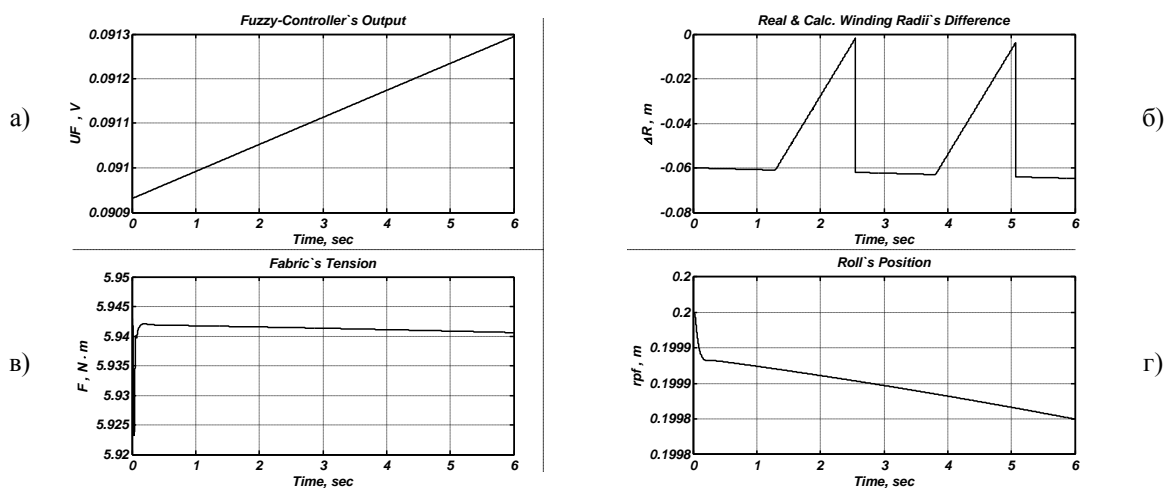 Fuzzy-Controller`s Output
0.0913
0.0912
0.0911
0.091
0.0909
UF , V
0 1 2 3 4 5 6
Time, sec
а)
Real & Calc. Winding Radii`s Difference
0
-0.02
-0.04
-0.06
-0.08
ΔR , m
0 1 2 3 4 5 6
Time, sec
б)
Fabric`s Tension
5.95
5.945
5.94
5.935
5.93
5.925
5.92
F , N · m
0 1 2 3 4 5 6
Time, sec
в)
Roll`s Position
0.2
0.2
0.1999
0.1999
0.1998
0.1998
rpf , m
0 1 2 3 4 5 6
Time, sec
г)